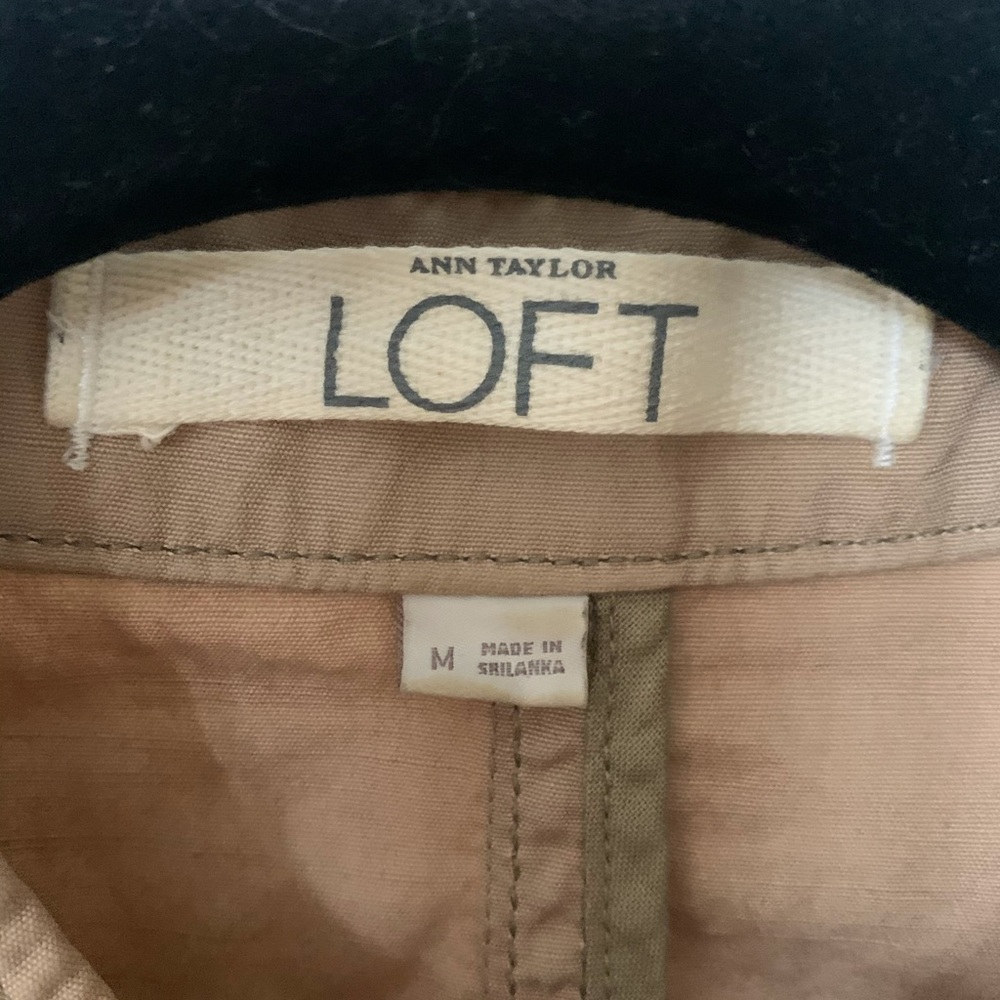 ANN TAYLOR
LOFT
M
MADE IN
SRILANKA